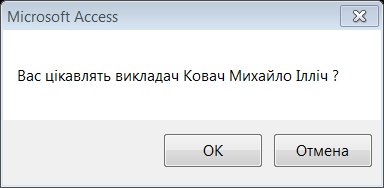 Microsoft Access
Вас цікавлять викладач Ковач Михайло Ілліч ?
OK
Отмена